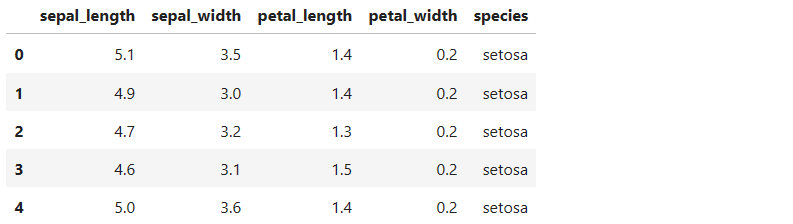 sepal_length sepal_width petal_length petal_width species
0 5.1 3.5 1.4 0.2 setosa
1 4.9 3.0 1.4 0.2 setosa
2 4.7 3.2 1.3 0.2 setosa
3 4.6 3.1 1.5 0.2 setosa
4 5.0 3.6 1.4 0.2 setosa